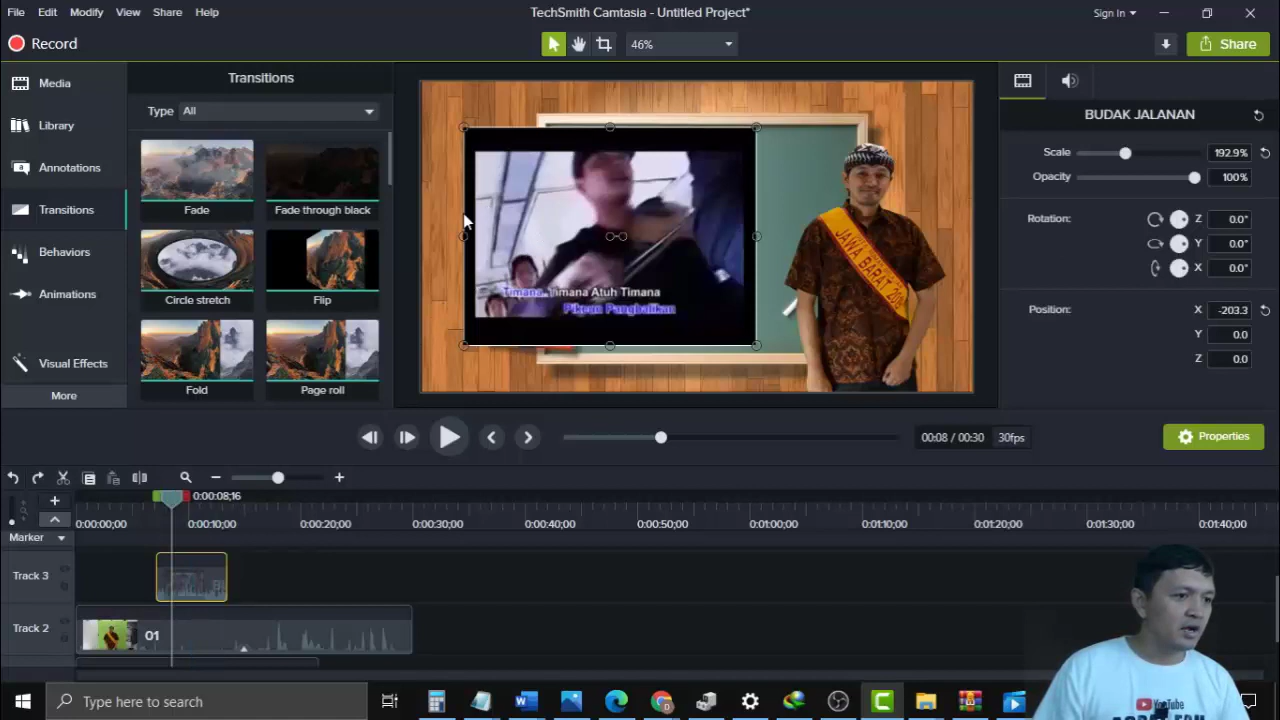 File Edit Modify View Share Help
TechSmith Camtasia - Untitled Project*
Sign In
Record
46%
Share
Media
Library
Annotations
Transitions
Behaviors
Animations
Visual Effects
More
Transitions
Type All
Fade
Fade through black
Circle stretch
Flip
Fold
Page roll
Timana, Timana Atuh Timana
Pikeun Pangbalikan
JAWA BARAT
BUDAK JALANAN
Scale 192.9%
Opacity 100%
Rotation: Z 0.0°
Y 0.0°
X 0.0°
Position: X -203.3
Y 0.0
Z 0.0
00:08 / 00:30 30fps
Properties
0:00:08;16
0:00:00;00 0:00:10;00 0:00:20;00 0:00:30;00 0:00:40;00 0:00:50;00 0:01:00;00 0:01:10;00 0:01:20;00 0:01:30;00 0:01:40;00
Marker
Track 3
Track 2
01
Type here to search
YouTube